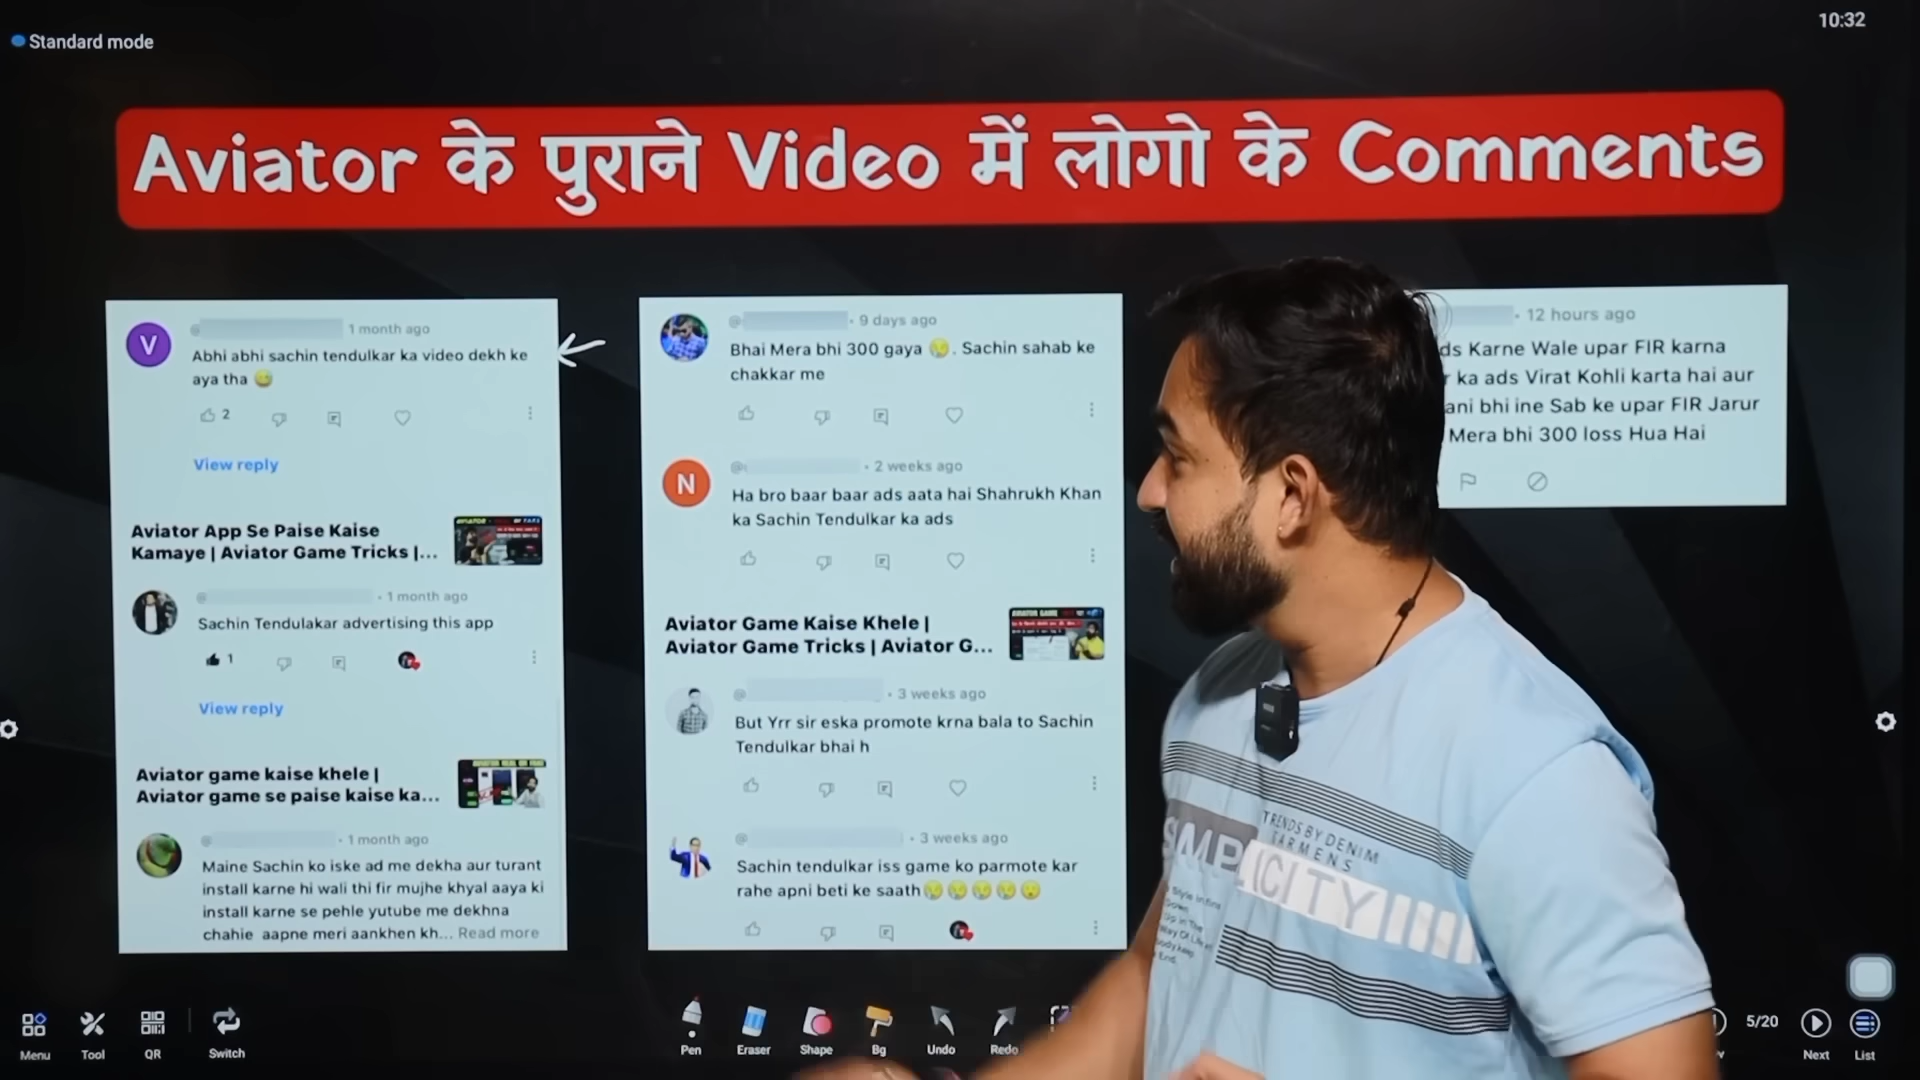 10:32
Standard mode
Aviator के पुराने Video में लोगो के Comments
V
@
1 month ago
Abhi abhi sachin tendulkar ka video dekh ke
aya tha 😅
2
View reply
Aviator App Se Paise Kaise
Kamaye | Aviator Game Tricks |...
@
• 1 month ago
Sachin Tendulakar advertising this app
1
View reply
Aviator game kaise khele |
Aviator game se paise kaise ka...
@
• 1 month ago
Maine Sachin ko iske ad me dekha aur turant
install karne hi wali thi fir mujhe khyal aaya ki
install karne se pehle yutube me dekhna
chahie aapne meri aankhen kh... Read more
@
• 9 days ago
Bhai Mera bhi 300 gaya 😥. Sachin sahab ke
chakkar me
N
@
• 2 weeks ago
Ha bro baar baar ads aata hai Shahrukh Khan
ka Sachin Tendulkar ka ads
Aviator Game Kaise Khele |
Aviator Game Tricks | Aviator G...
@
• 3 weeks ago
But Yrr sir eska promote krna bala to Sachin
Tendulkar bhai h
@
• 3 weeks ago
Sachin tendulkar iss game ko parmote kar
rahe apni beti ke saath😥😥😥😥😧
• 12 hours ago
ds Karne Wale upar FIR karna
r ka ads Virat Kohli karta hai aur
ani bhi ine Sab ke upar FIR Jarur
Mera bhi 300 loss Hua Hai
TRENDS BY DENIM
GARMENS
SIMPLICITY
Menu
Tool
QR
Switch
Pen
Eraser
Shape
Bg
Undo
Redo
5/20
Next
List